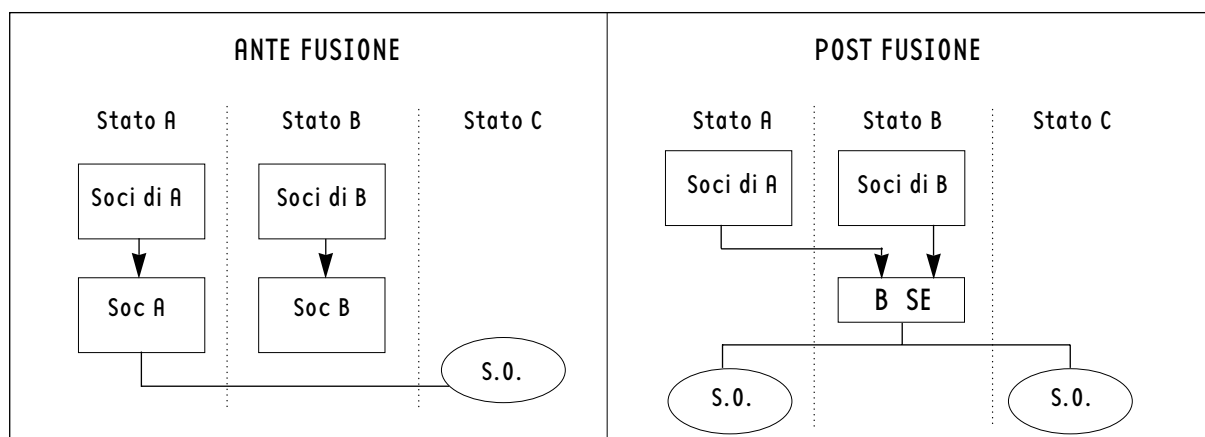 ANTE FUSIONE
Stato A
Stato B
Stato C
Soci di A
Soci di B
Soc A
Soc B
S.O.
POST FUSIONE
Stato A
Stato B
Stato C
Soci di A
Soci di B
B SE
S.O.
S.O.